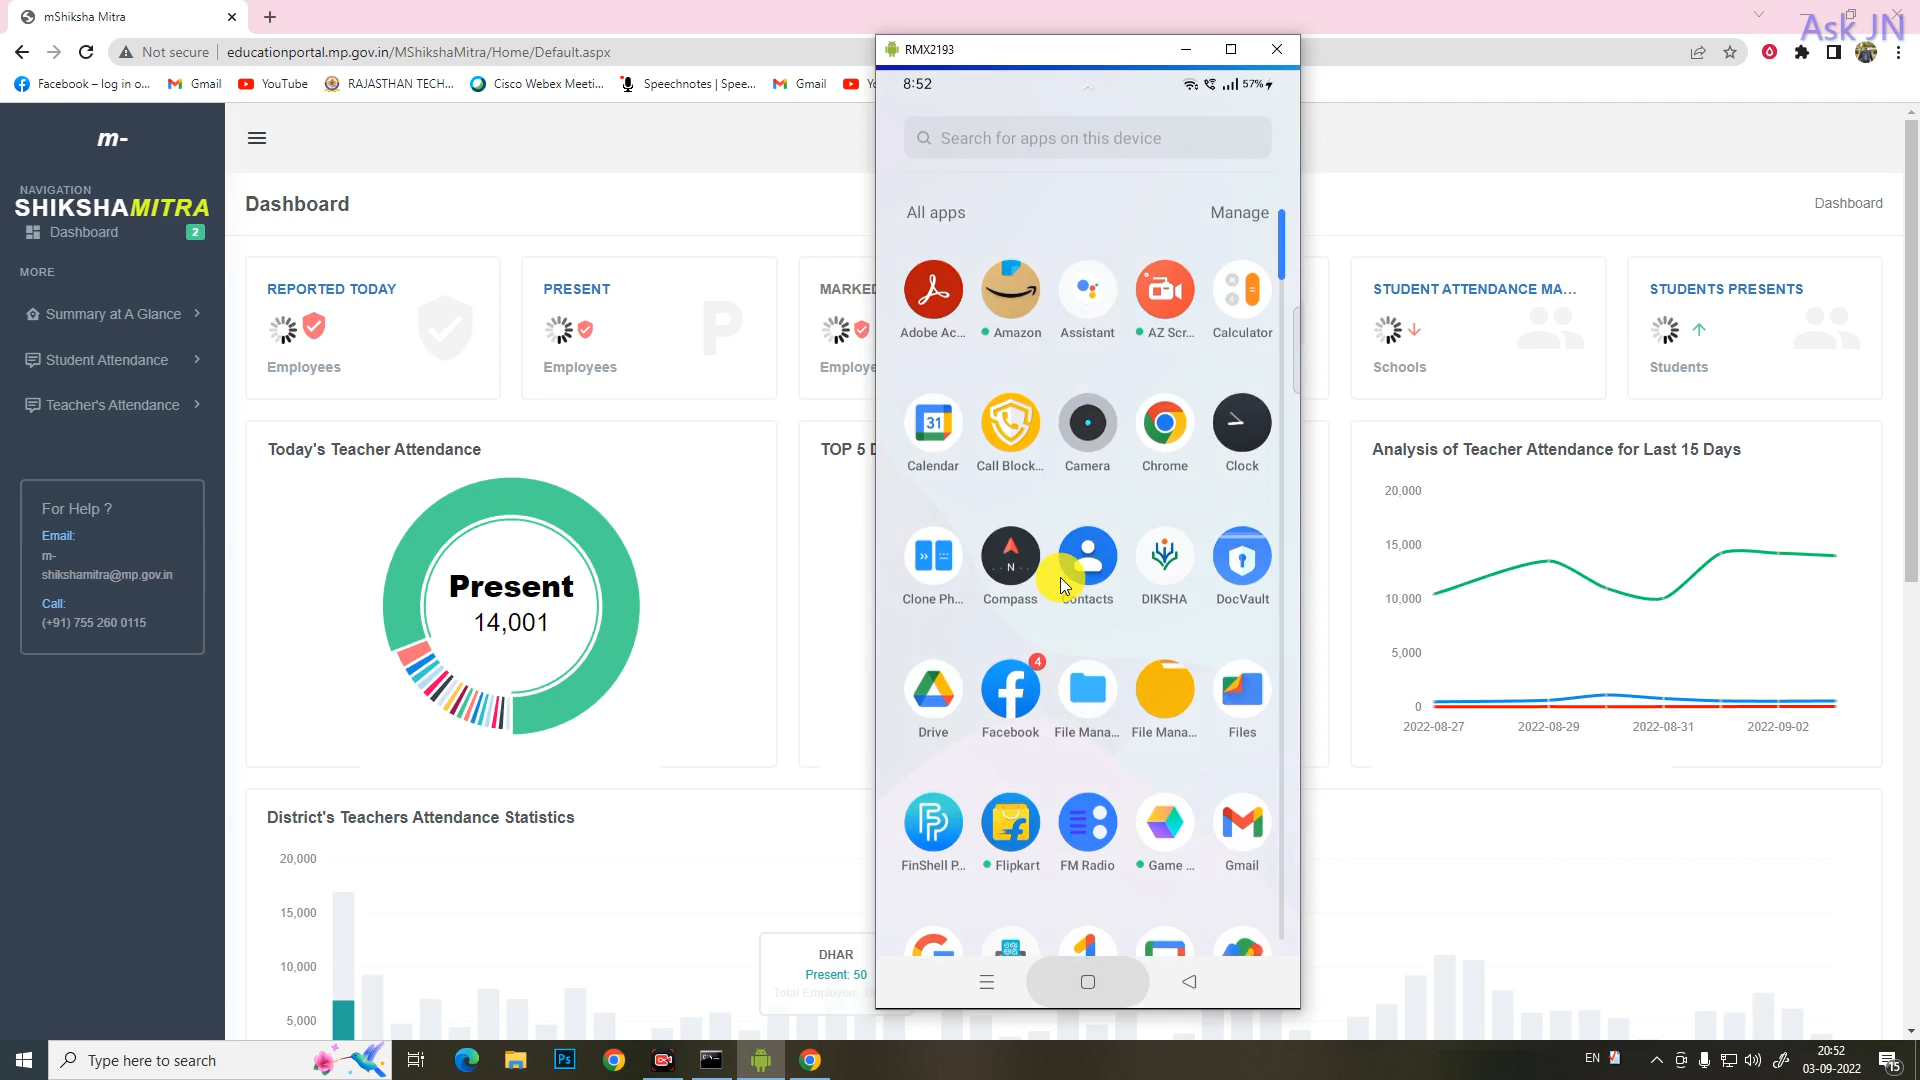 mShiksha Mitra
Ask JN
Not secure
educationportal.mp.gov.in/MShikshaMitra/Home/Default.aspx
Facebook – log in o...
Gmail
YouTube
RAJASTHAN TECH...
Cisco Webex Meeti...
Speechnotes | Spee...
Gmail
m-
NAVIGATION
SHIKSHAMITRA
Dashboard
2
MORE
Summary at A Glance
Student Attendance
Teacher's Attendance
For Help ?
Email:
m-
shikshamitra@mp.gov.in
Call:
(+91) 755 260 0115
Dashboard
Dashboard
REPORTED TODAY
Employees
PRESENT
P
Employees
MARKED
Employe
STUDENT ATTENDANCE MA...
Schools
STUDENTS PRESENTS
Students
Today's Teacher Attendance
Present
14,001
TOP 5 D
Analysis of Teacher Attendance for Last 15 Days
20,000
15,000
10,000
5,000
0
2022-08-27
2022-08-29
2022-08-31
2022-09-02
District's Teachers Attendance Statistics
20,000
15,000
10,000
5,000
DHAR
Present: 50
Total Employee:
RMX2193
8:52
57%
Search for apps on this device
All apps
Manage
Adobe Ac...
Amazon
Assistant
AZ Scr...
Calculator
31
Calendar
Call Block...
Camera
Chrome
Clock
N
Clone Ph...
Compass
Contacts
DIKSHA
DocVault
4
Drive
Facebook
File Mana...
File Mana...
Files
FinShell P...
Flipkart
FM Radio
Game ...
Gmail
Type here to search
Ps
EN
20:52
03-09-2022
15